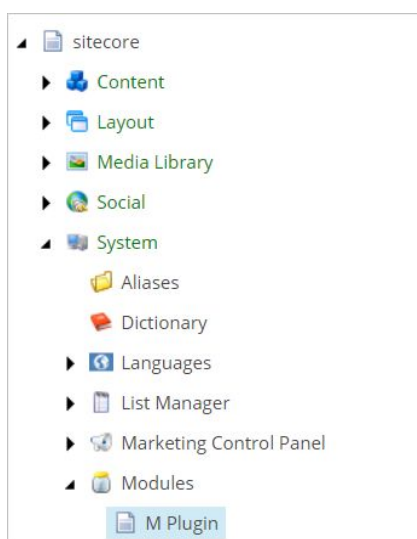 sitecore
Content
Layout
Media Library
Social
System
Aliases
Dictionary
Languages
List Manager
Marketing Control Panel
Modules
M Plugin